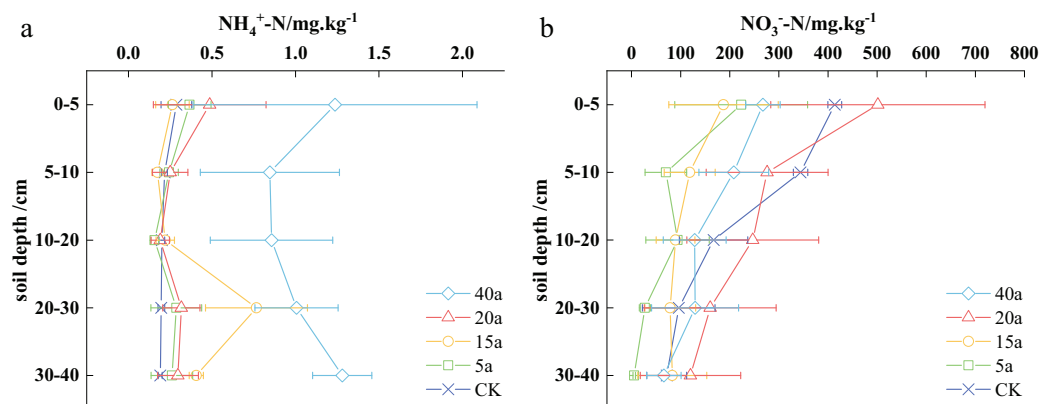 a
NH₄⁺-N/mg.kg⁻¹
0.0 0.5 1.0 1.5 2.0
soil depth /cm
0-5
5-10
10-20
20-30
30-40
40a
20a
15a
5a
CK
b
NO₃⁻-N/mg.kg⁻¹
0 100 200 300 400 500 600 700 800
soil depth /cm
0-5
5-10
10-20
20-30
30-40
40a
20a
15a
5a
CK